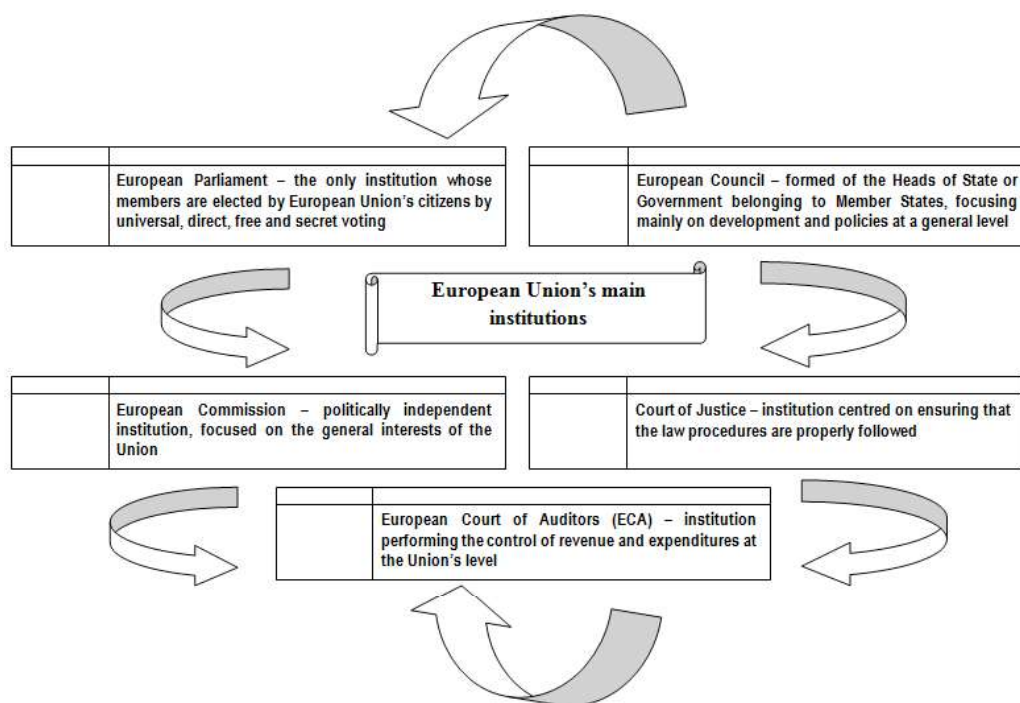 European Parliament – the only institution whose
members are elected by European Union’s citizens by
universal, direct, free and secret voting
European Council – formed of the Heads of State or
Government belonging to Member States, focusing
mainly on development and policies at a general level
European Union’s main
institutions
European Commission – politically independent
institution, focused on the general interests of the
Union
Court of Justice – institution centred on ensuring that
the law procedures are properly followed
European Court of Auditors (ECA) – institution
performing the control of revenue and expenditures at
the Union’s level